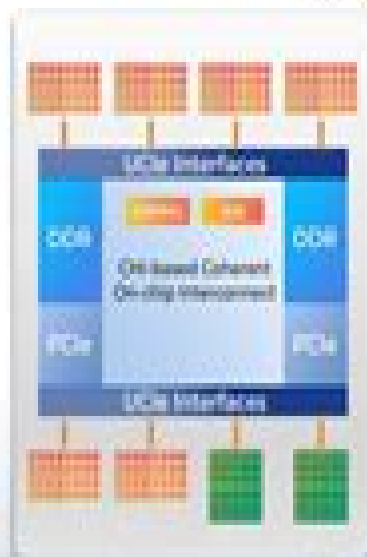 UCIe Interfaces
DDR
DDR
CHI-based Coherent
On-chip Interconnect
PCIe
PCIe
UCIe Interfaces